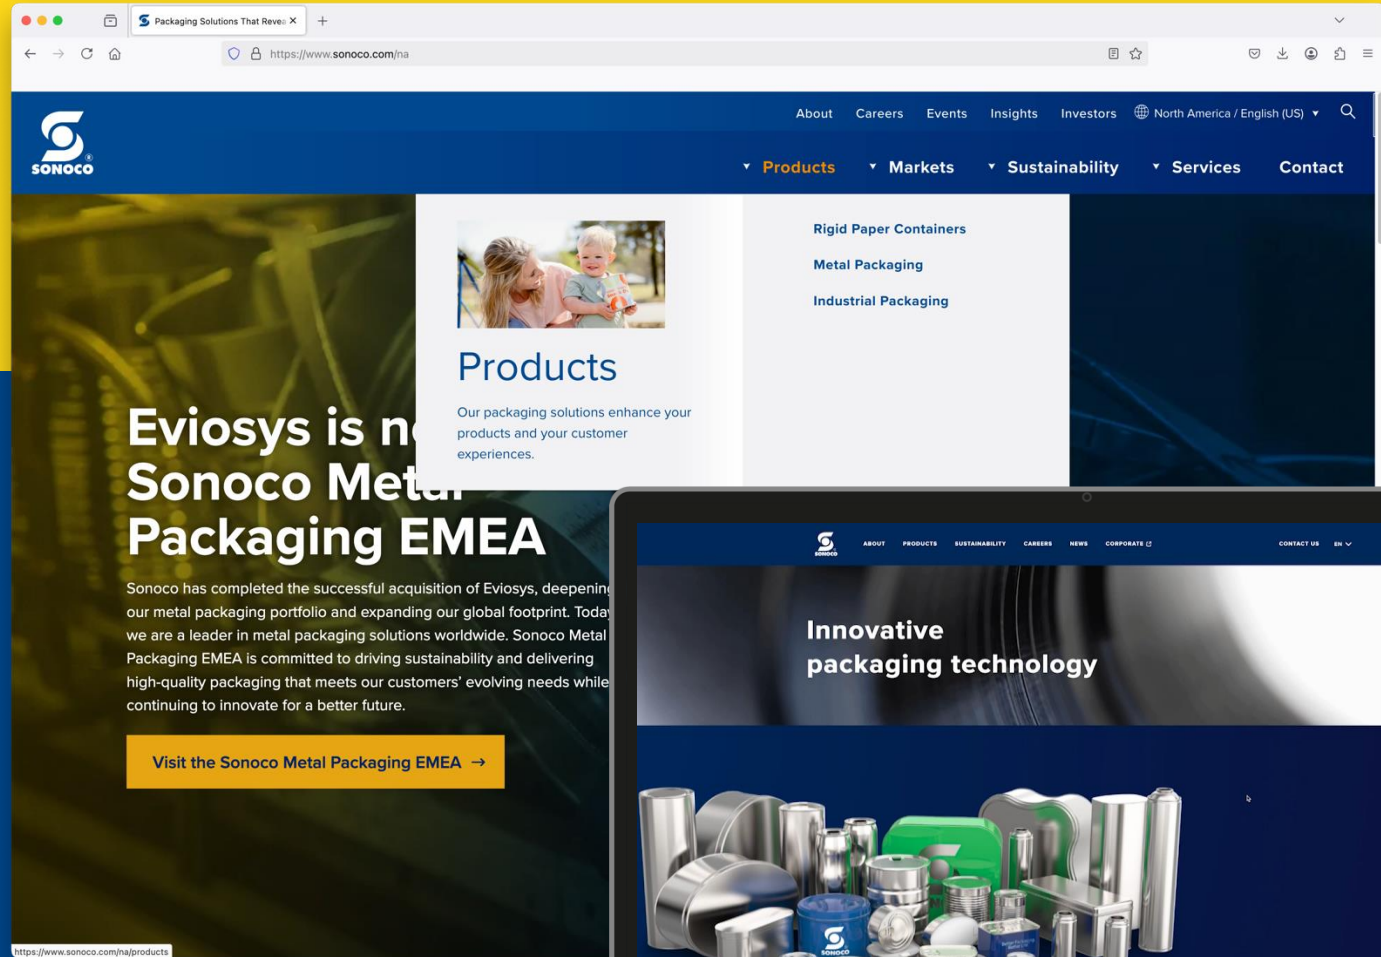 Packaging Solutions That Revea
https://www.sonoco.com/na
SONOCO
About Careers Events Insights Investors North America / English (US)
Products Markets Sustainability Services Contact
Rigid Paper Containers
Metal Packaging
Industrial Packaging
Products
Our packaging solutions enhance your
products and your customer
experiences.
Eviosys is n
Sonoco Metal
Packaging EMEA
Sonoco has completed the successful acquisition of Eviosys, deepening
our metal packaging portfolio and expanding our global footprint. Today
we are a leader in metal packaging solutions worldwide. Sonoco Metal
Packaging EMEA is committed to driving sustainability and delivering
high-quality packaging that meets our customers' evolving needs while
continuing to innovate for a better future.
Visit the Sonoco Metal Packaging EMEA →
https://www.sonoco.com/na/products
SONOCO
ABOUT PRODUCTS SUSTAINABILITY CAREERS NEWS CORPORATE CONTACT US EN
Innovative
packaging technology
SONOCO